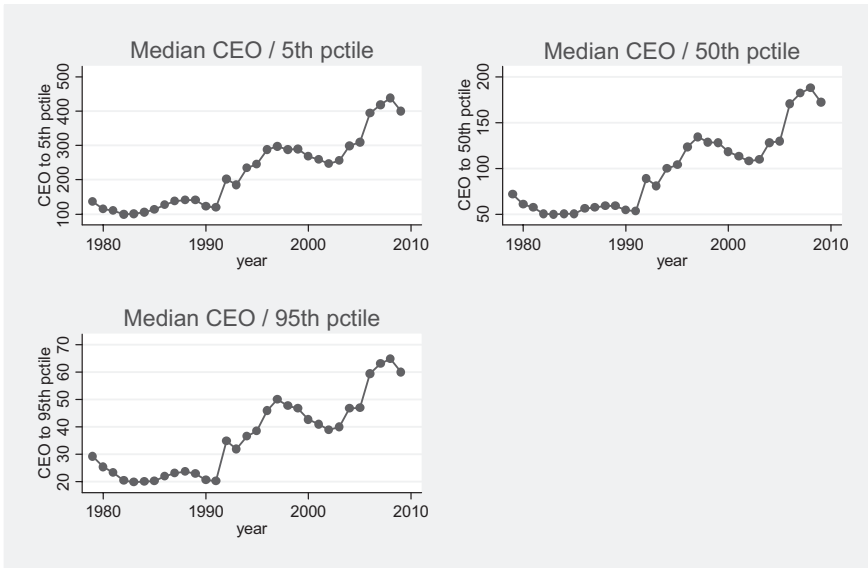 Median CEO / 5th pctile
CEO to 5th pctile
500
400
300
200
100
1980 1990 2000 2010
year
Median CEO / 50th pctile
CEO to 50th pctile
200
150
100
50
1980 1990 2000 2010
year
Median CEO / 95th pctile
CEO to 95th pctile
70
60
50
40
30
20
1980 1990 2000 2010
year